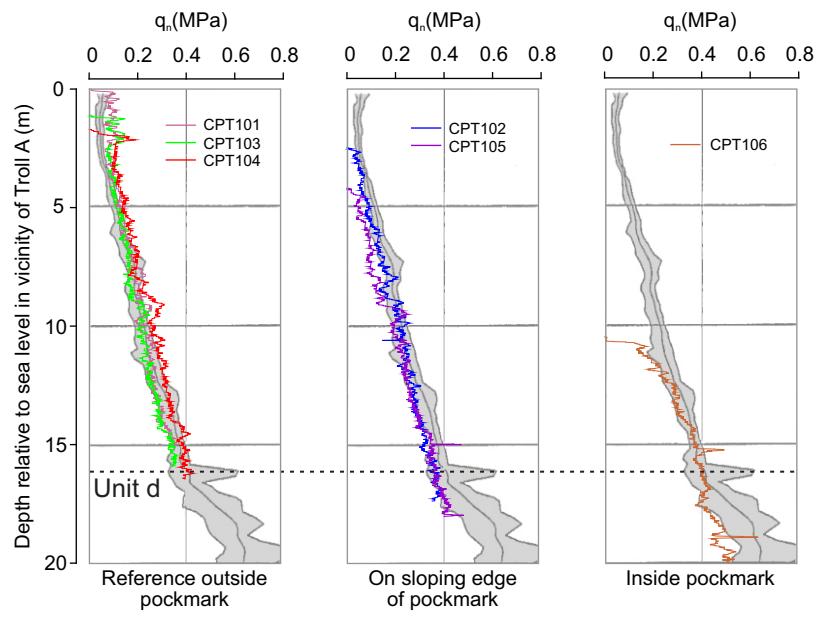 qn(MPa) qn(MPa) qn(MPa)
0 0.2 0.4 0.6 0.8 0 0.2 0.4 0.6 0.8 0 0.2 0.4 0.6 0.8
Depth relative to sea level in vicinity of Troll A (m)
0
5
10
15
20
CPT101
CPT103
CPT104
CPT102
CPT105
CPT106
Unit d
Reference outside
pockmark
On sloping edge
of pockmark
Inside pockmark